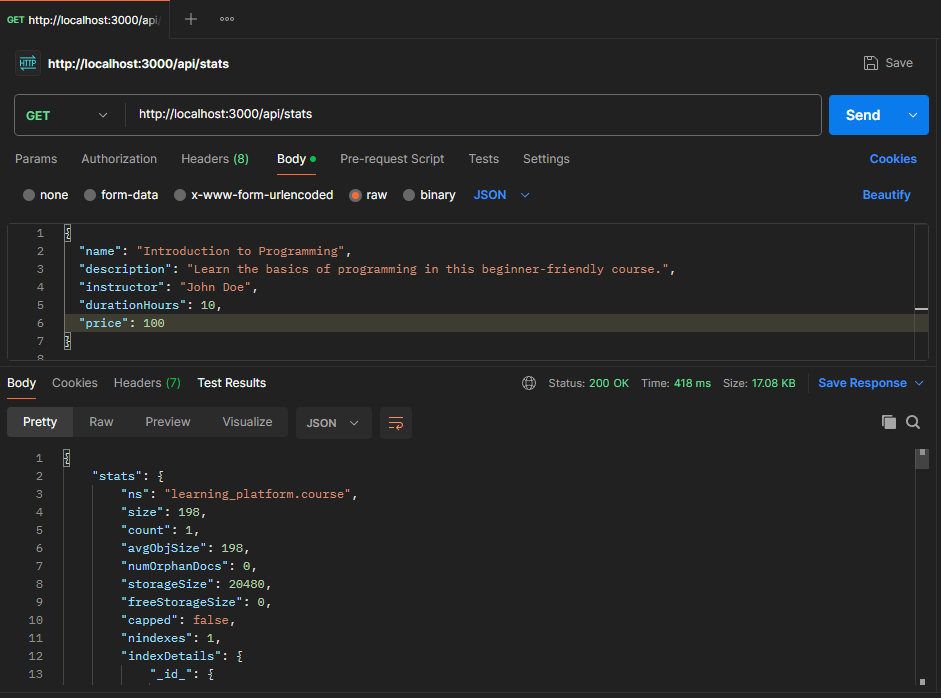 GET http://localhost:3000/api/
HTTP http://localhost:3000/api/stats Save
GET http://localhost:3000/api/stats Send
Params Authorization Headers (8) Body Pre-request Script Tests Settings Cookies
none form-data x-www-form-urlencoded raw binary JSON Beautify
1 {
2 "name": "Introduction to Programming",
3 "description": "Learn the basics of programming in this beginner-friendly course.",
4 "instructor": "John Doe",
5 "durationHours": 10,
6 "price": 100
7 }
8
Body Cookies Headers (7) Test Results Status: 200 OK Time: 418 ms Size: 17.08 KB Save Response
Pretty Raw Preview Visualize JSON
1 {
2 "stats": {
3 "ns": "learning_platform.course",
4 "size": 198,
5 "count": 1,
6 "avgObjSize": 198,
7 "numOrphanDocs": 0,
8 "storageSize": 20480,
9 "freeStorageSize": 0,
10 "capped": false,
11 "nindexes": 1,
12 "indexDetails": {
13 "_id_": {